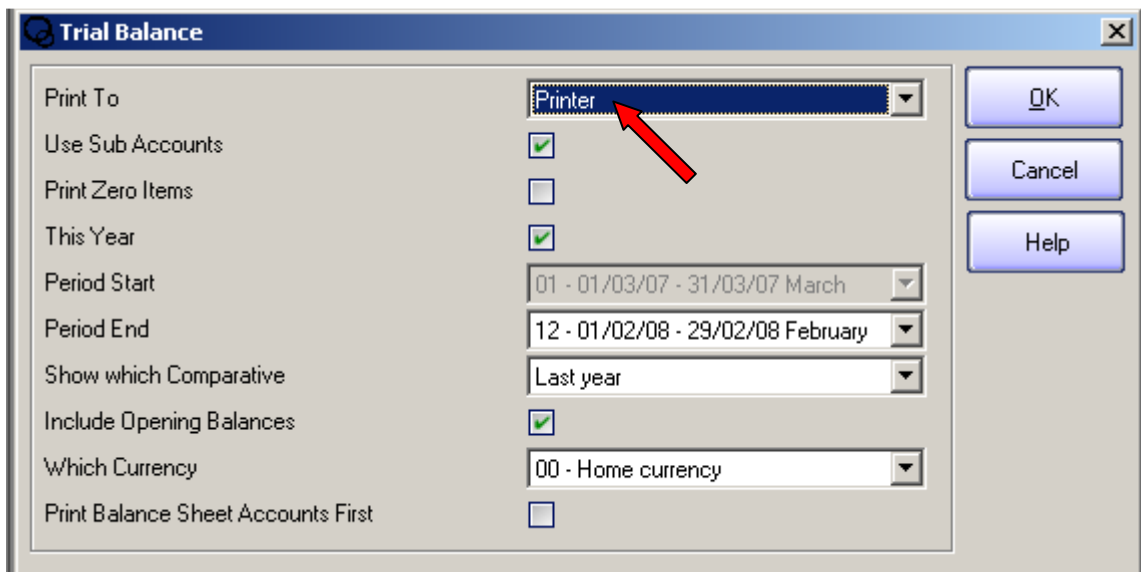 Trial Balance
Print To Printer OK
Use Sub Accounts
Cancel
Print Zero Items
This Year Help
Period Start 01 - 01/03/07 - 31/03/07 March
Period End 12 - 01/02/08 - 29/02/08 February
Show which Comparative Last year
Include Opening Balances
Which Currency 00 - Home currency
Print Balance Sheet Accounts First